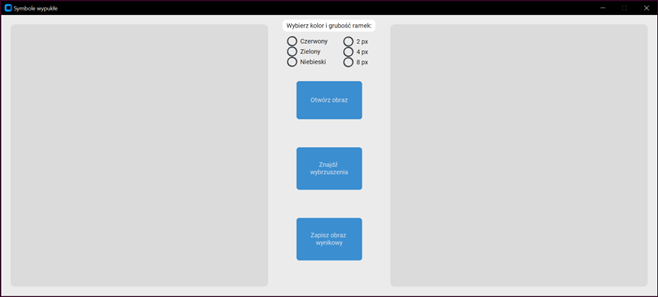 Symbole wypukłe
Wybierz kolor i grubość ramek:
Czerwony
Zielony
Niebieski
2 px
4 px
8 px
Otwórz obraz
Znajdź
wybrzuszenia
Zapisz obraz
wynikowy